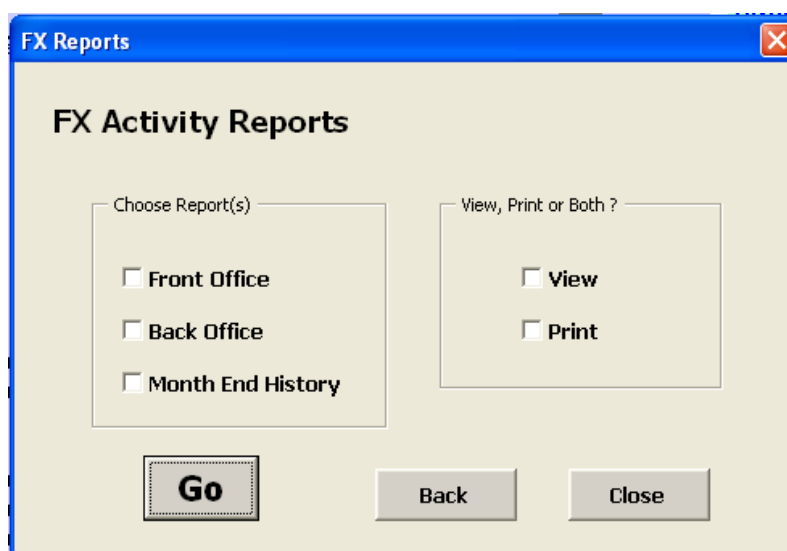 FX Reports
FX Activity Reports
Choose Report(s)
Front Office
Back Office
Month End History
View, Print or Both ?
View
Print
Go
Back
Close